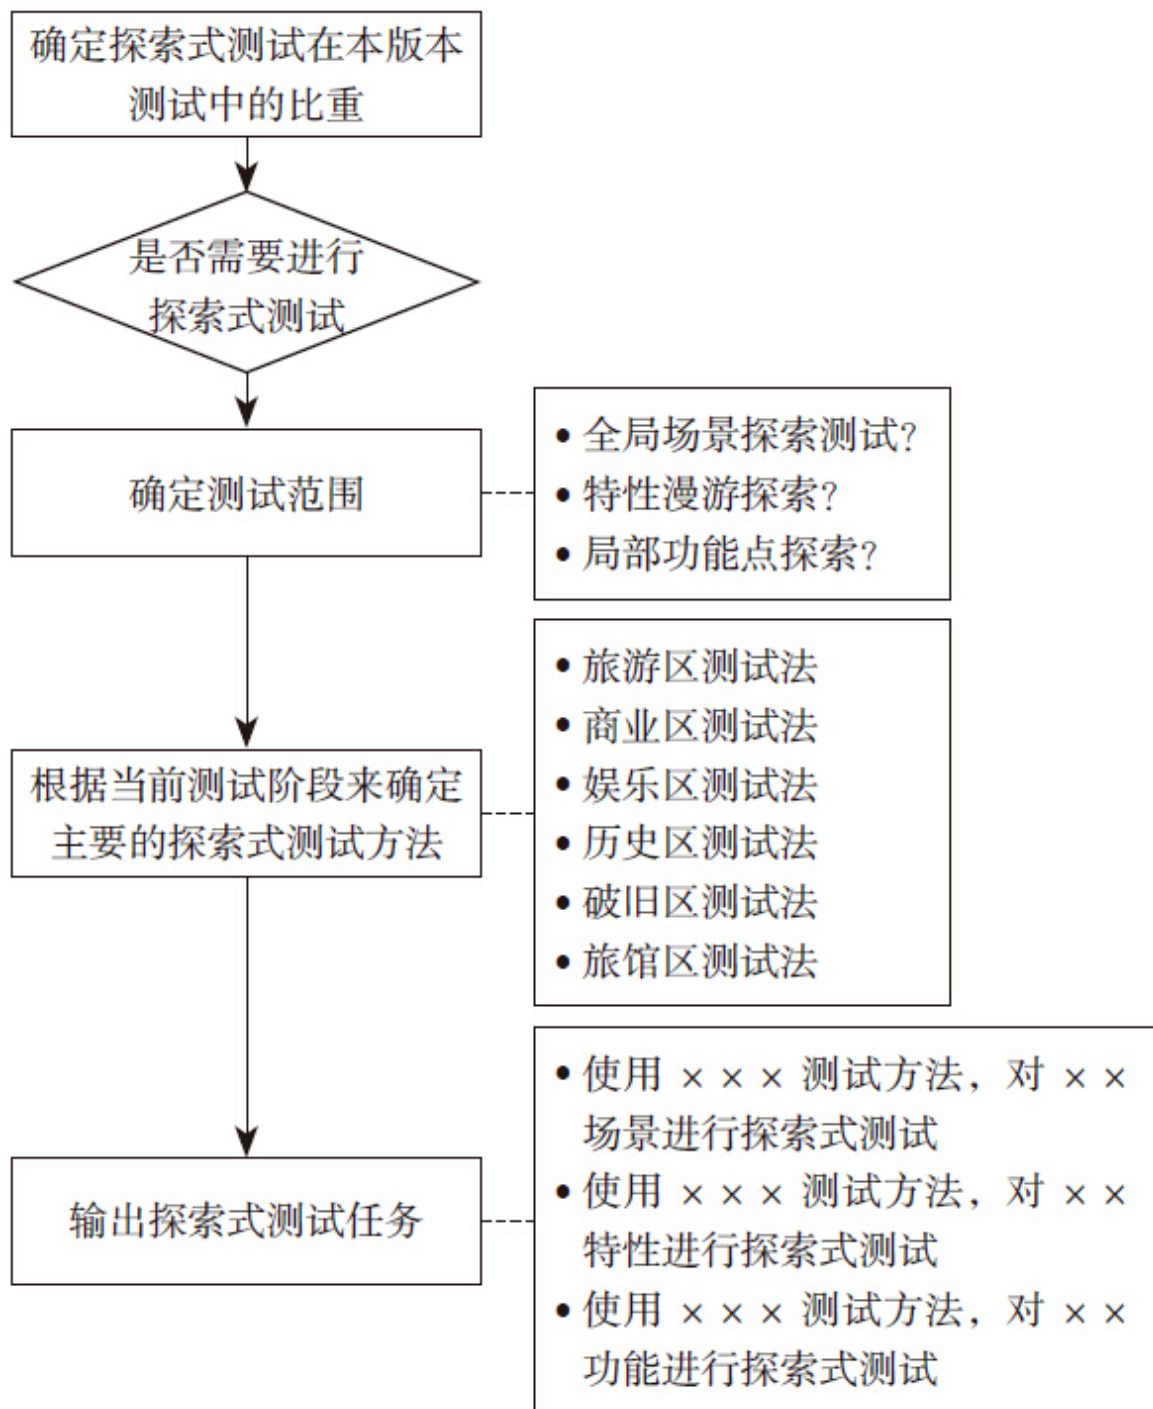 确定探索式测试在本版本
测试中的比重
是否需要进行
探索式测试
确定测试范围
• 全局场景探索测试?
• 特性漫游探索?
• 局部功能点探索?
根据当前测试阶段来确定
主要的探索式测试方法
• 旅游区测试法
• 商业区测试法
• 娱乐区测试法
• 历史区测试法
• 破旧区测试法
• 旅馆区测试法
输出探索式测试任务
• 使用 × × × 测试方法，对 × ×
场景进行探索式测试
• 使用 × × × 测试方法，对 × ×
特性进行探索式测试
• 使用 × × × 测试方法，对 × ×
功能进行探索式测试